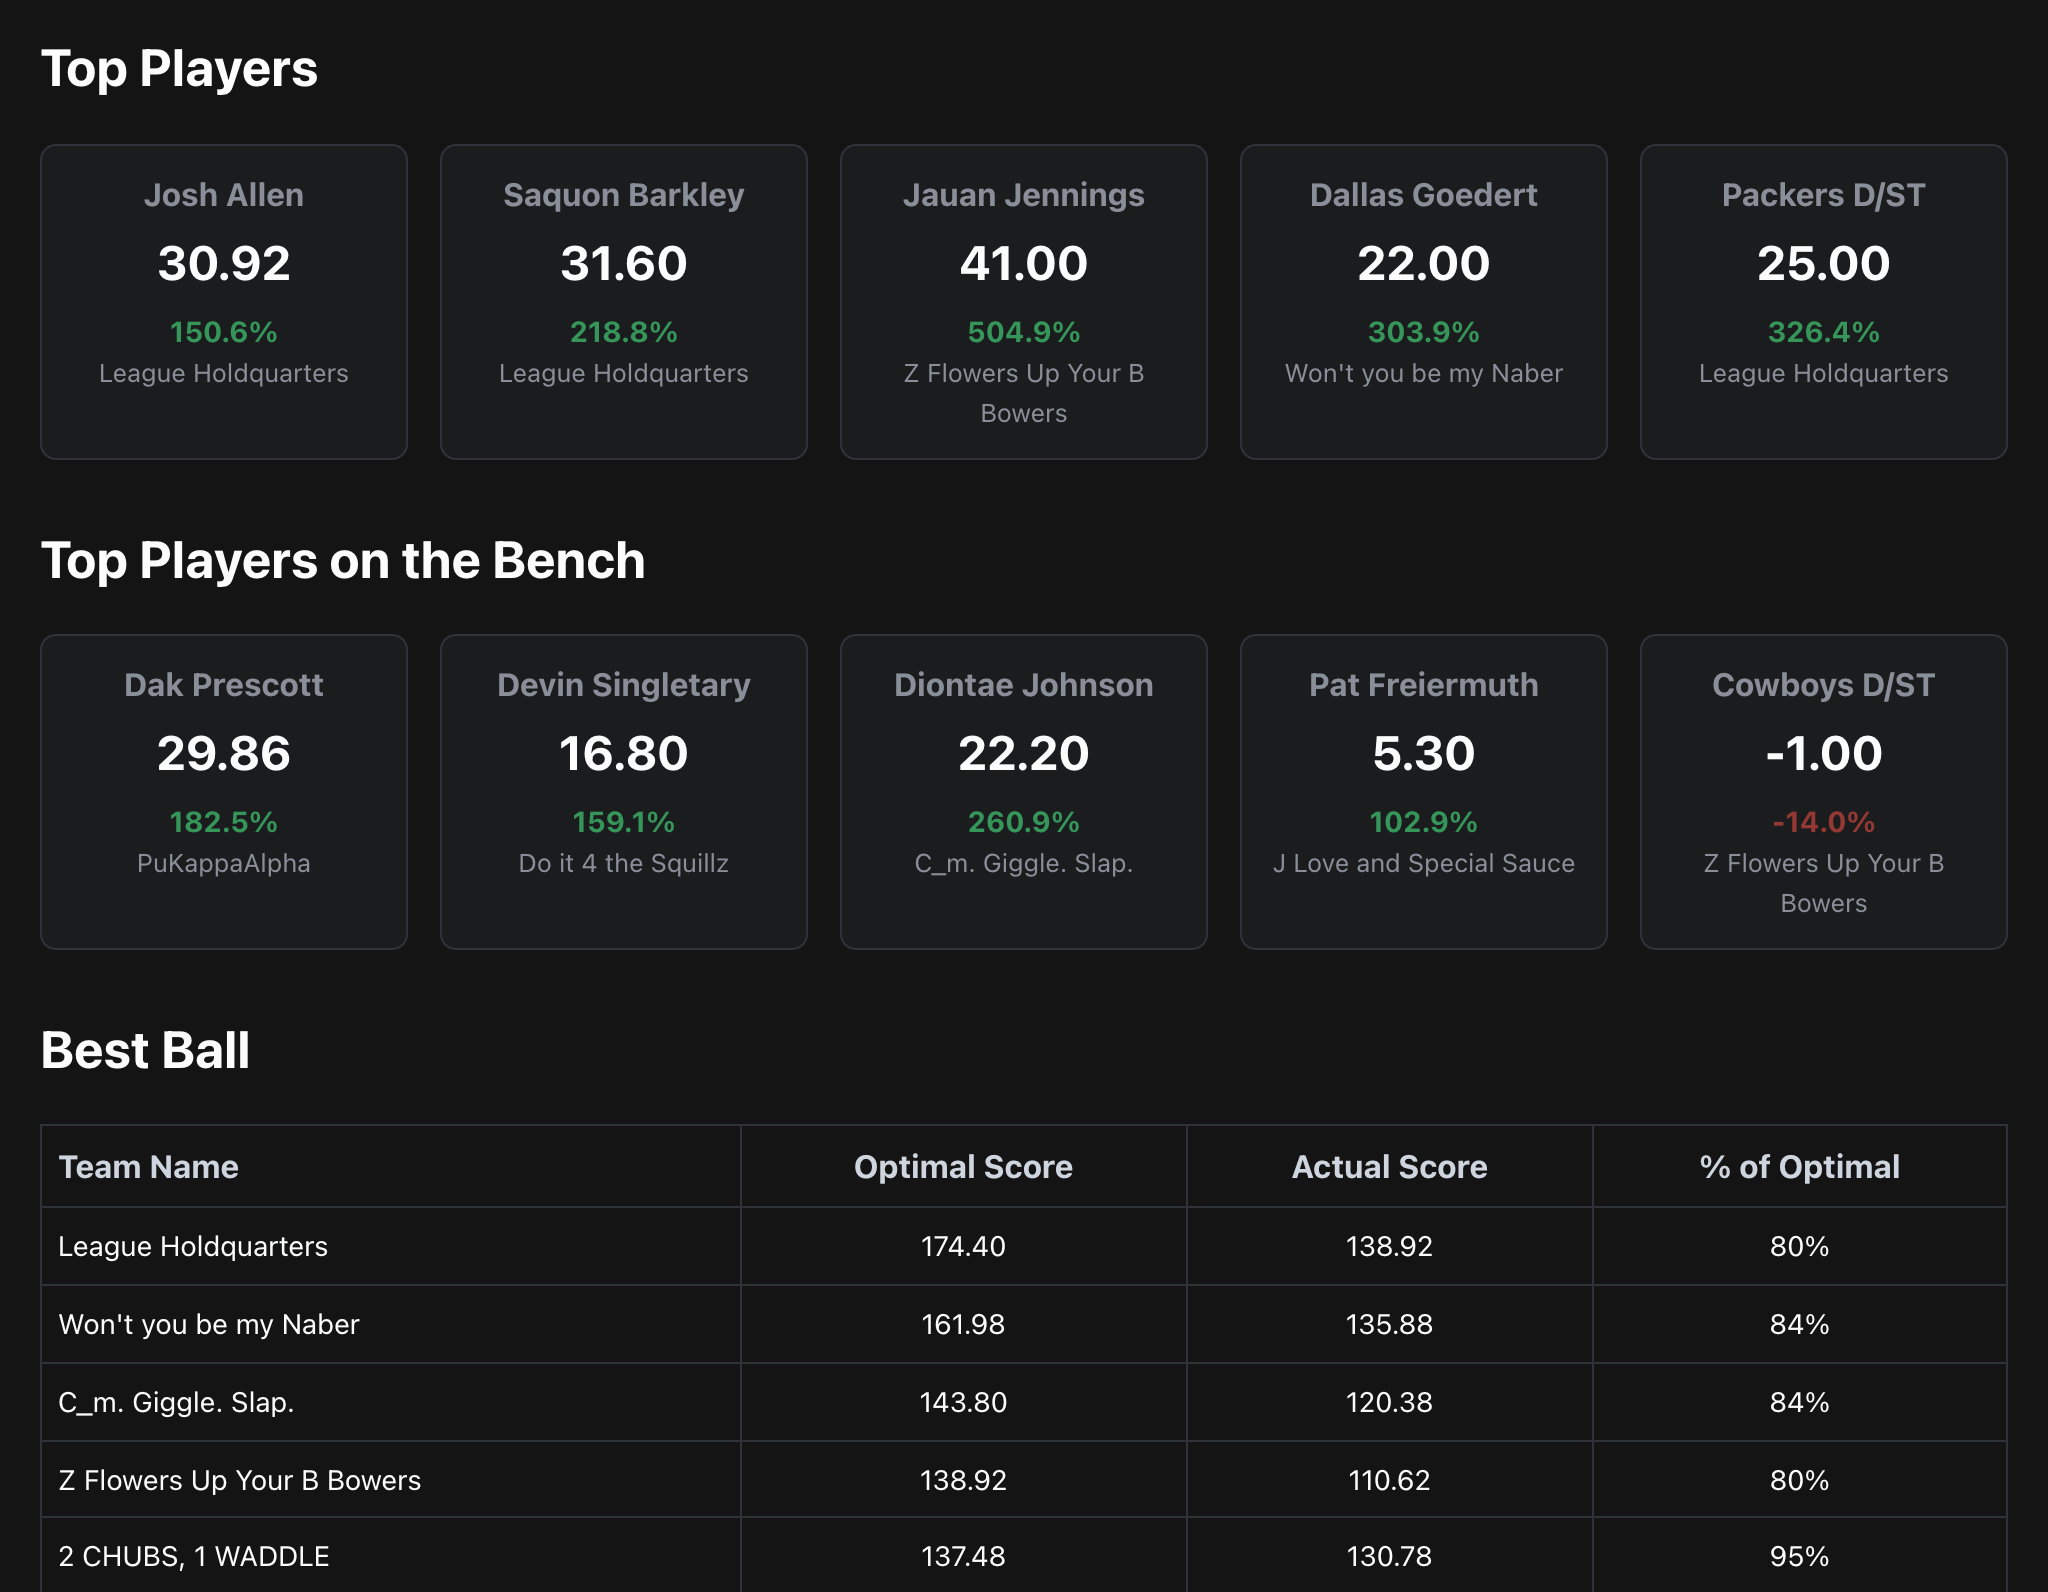 Top Players
Josh Allen
30.92
150.6%
League Holdquarters
Saquon Barkley
31.60
218.8%
League Holdquarters
Jauan Jennings
41.00
504.9%
Z Flowers Up Your B
Bowers
Dallas Goedert
22.00
303.9%
Won't you be my Naber
Packers D/ST
25.00
326.4%
League Holdquarters
Top Players on the Bench
Dak Prescott
29.86
182.5%
PuKappaAlpha
Devin Singletary
16.80
159.1%
Do it 4 the Squillz
Diontae Johnson
22.20
260.9%
C_m. Giggle. Slap.
Pat Freiermuth
5.30
102.9%
J Love and Special Sauce
Cowboys D/ST
-1.00
-14.0%
Z Flowers Up Your B
Bowers
Best Ball
Team Name Optimal Score Actual Score % of Optimal
League Holdquarters 174.40 138.92 80%
Won't you be my Naber 161.98 135.88 84%
C_m. Giggle. Slap. 143.80 120.38 84%
Z Flowers Up Your B Bowers 138.92 110.62 80%
2 CHUBS, 1 WADDLE 137.48 130.78 95%